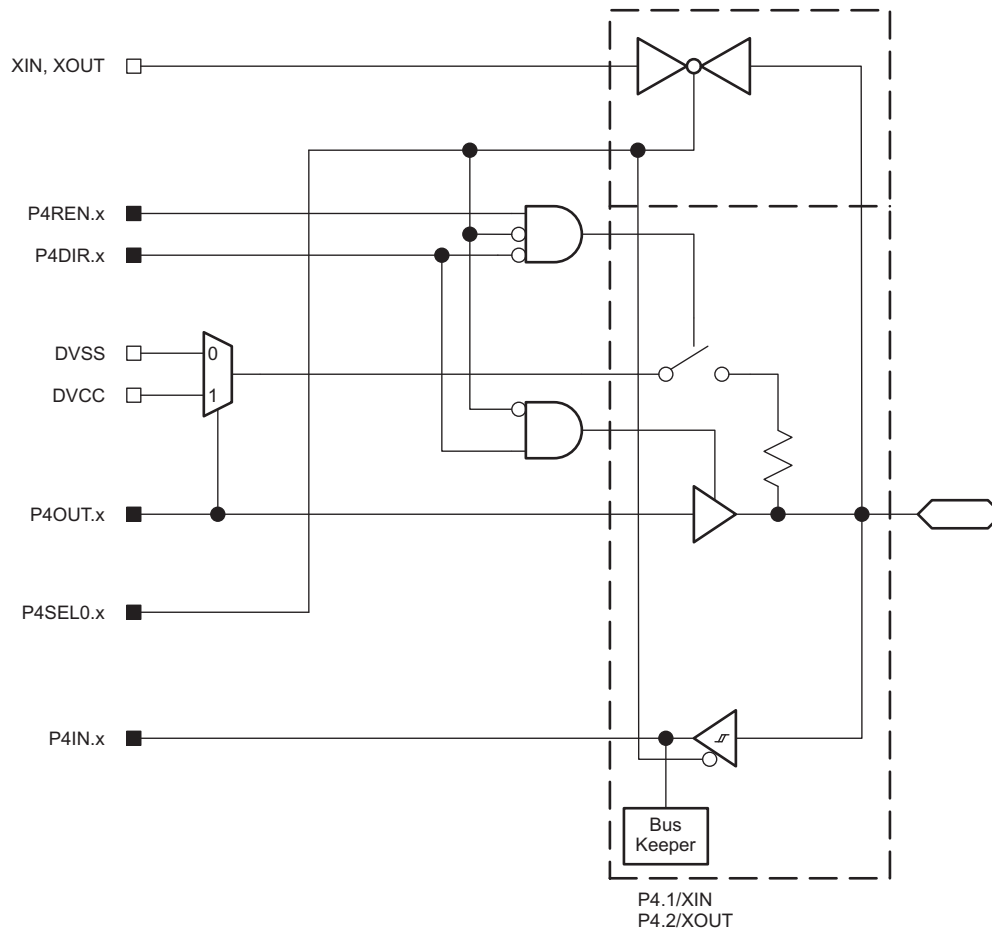 XIN, XOUT
P4REN.x
P4DIR.x
DVSS
0
DVCC
1
P4OUT.x
P4SEL0.x
P4IN.x
Bus
Keeper
P4.1/XIN
P4.2/XOUT